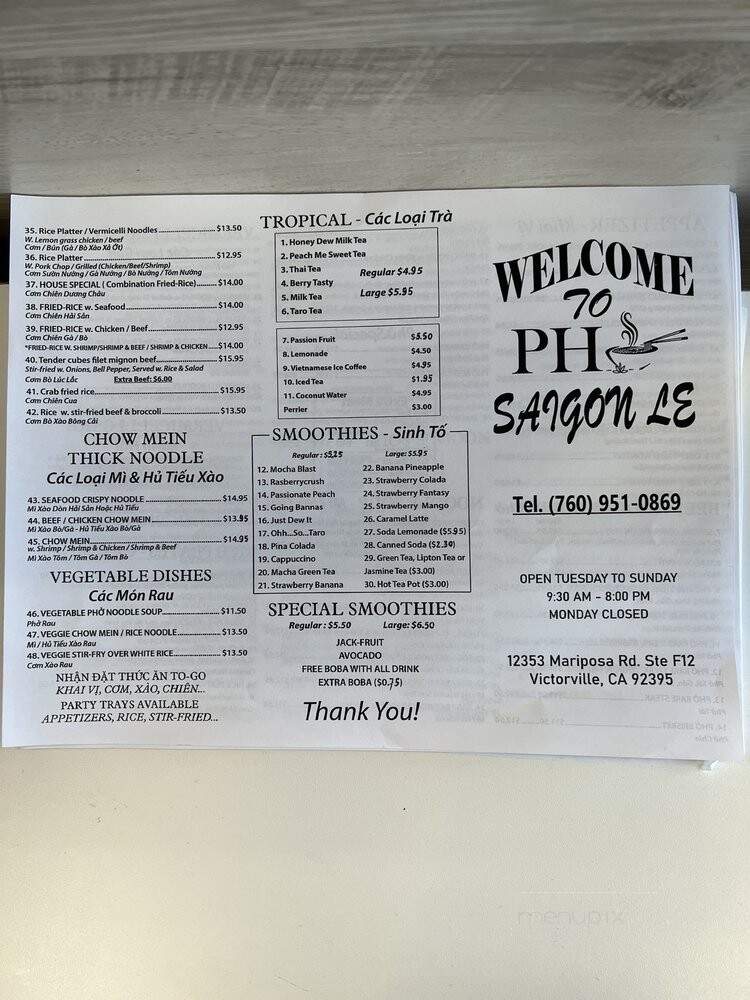 35. Rice Platter / Vermicelli Noodles ........ $13.50
W. Lemon grass chicken / beef
Cơm / Bún (Gà / Bò Xào Xả Ớt)
36. Rice Platter ........ $12.95
W. Pork Chop / Grilled (Chicken/Beef/Shrimp)
Cơm Sườn Nướng / Gà Nướng / Bò Nướng / Tôm Nướng
37. HOUSE SPECIAL ( Combination Fried-Rice) ........ $14.00
Cơm Chiên Dương Châu
38. FRIED-RICE w. Seafood ........ $14.00
Cơm Chiên Hải Sản
39. FRIED-RICE w. Chicken / Beef ........ $12.95
Cơm Chiên Gà / Bò
*FRIED-RICE W. SHRIMP/SHRIMP & BEEF / SHRIMP & CHICKEN ........ $14.00
40. Tender cubes filet mignon beef ........ $15.95
Stir-fried w. Onions, Bell Pepper, Served w. Rice & Salad
Cơm Bò Lúc Lắc Extra Beef: $6.00
41. Crab fried rice ........ $15.95
Cơm Chiên Cua
42. Rice w. stir-fried beef & broccoli ........ $13.50
Cơm Bò Xào Bông Cải
CHOW MEIN
THICK NOODLE
Các Loại Mì & Hủ Tiếu Xào
43. SEAFOOD CRISPY NOODLE ........ $14.95
Mì Xào Dòn Hải Sản Hoặc Hủ Tiếu
44. BEEF / CHICKEN CHOW MEIN ........ $13.95
Mì Xào Bò/Gà - Hủ Tiếu Xào Bò/Gà
45. CHOW MEIN ........ $14.95
w. Shrimp / Shrimp & Chicken / Shrimp & Beef
Mì Xào Tôm / Tôm Gà / Tôm Bò
VEGETABLE DISHES
Các Món Rau
46. VEGETABLE PHỞ NOODLE SOUP ........ $11.50
Phở Rau
47. VEGGIE CHOW MEIN / RICE NOODLE ........ $13.50
Mì / Hủ Tiếu Xào Rau
48. VEGGIE STIR-FRY OVER WHITE RICE ........ $13.50
Cơm Xào Rau
NHẬN ĐẶT THỨC ĂN TO-GO
KHAI VỊ, CƠM, XÀO, CHIÊN...
PARTY TRAYS AVAILABLE
APPETIZERS, RICE, STIR-FRIED...
TROPICAL - Các Loại Trà
1. Honey Dew Milk Tea
2. Peach Me Sweet Tea
3. Thai Tea
4. Berry Tasty
5. Milk Tea
6. Taro Tea
Regular $4.95
Large $5.95
7. Passion Fruit $5.50
8. Lemonade $4.50
9. Vietnamese Ice Coffee $4.95
10. Iced Tea $1.95
11. Coconut Water $4.95
Perrier $3.00
SMOOTHIES - Sinh Tố
Regular : $5.25 Large: $5.95
12. Mocha Blast
13. Rasberrycrush
14. Passionate Peach
15. Going Bannas
16. Just Dew It
17. Ohh...So...Taro
18. Pina Colada
19. Cappuccino
20. Macha Green Tea
21. Strawberry Banana
22. Banana Pineapple
23. Strawberry Colada
24. Strawberry Fantasy
25. Strawberry Mango
26. Caramel Latte
27. Soda Lemonade ($5.95)
28. Canned Soda ($2.30)
29. Green Tea, Lipton Tea or
Jasmine Tea ($3.00)
30. Hot Tea Pot ($3.00)
SPECIAL SMOOTHIES
Regular : $5.50 Large: $6.50
JACK-FRUIT
AVOCADO
FREE BOBA WITH ALL DRINK
EXTRA BOBA ($0.75)
Thank You!
WELCOME
TO
PH
SAIGON LE
Tel. (760) 951-0869
OPEN TUESDAY TO SUNDAY
9:30 AM – 8:00 PM
MONDAY CLOSED
12353 Mariposa Rd. Ste F12
Victorville, CA 92395
menupix